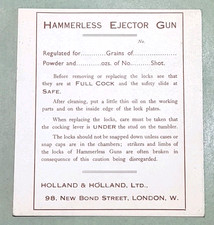 HAMMERLESS EJECTOR GUN
No.
Regulated for..........Grains of................
Powder and..........ozs. of No..........Shot.
Before removing or replacing the locks see that they
are at FULL COCK and the safety slide at
SAFE.
After cleaning, put a little thin oil on the working
parts and on the inside edge of the lock plates.
When replacing the locks, care must be taken that
the cocking lever is UNDER the stud on the tumbler.
The locks should not be snapped down unless cases or
snap caps are in the chambers; strikers and limbs of
the locks of Hammerless Guns are often broken in
consequence of this caution being disregarded.
HOLLAND & HOLLAND, LTD.,
98, NEW BOND STREET, LONDON, W.